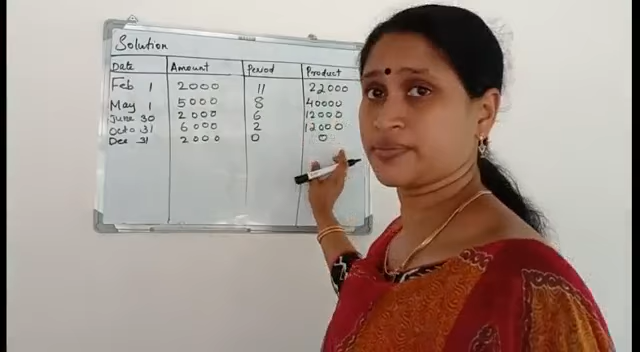 Solution
Date Amount Period Product
Feb 1 2000 11 22000
May 1 5000 8 40000
June 30 2000 6 12000
Octo 31 6000 2 12000
Dec 31 2000 0 0